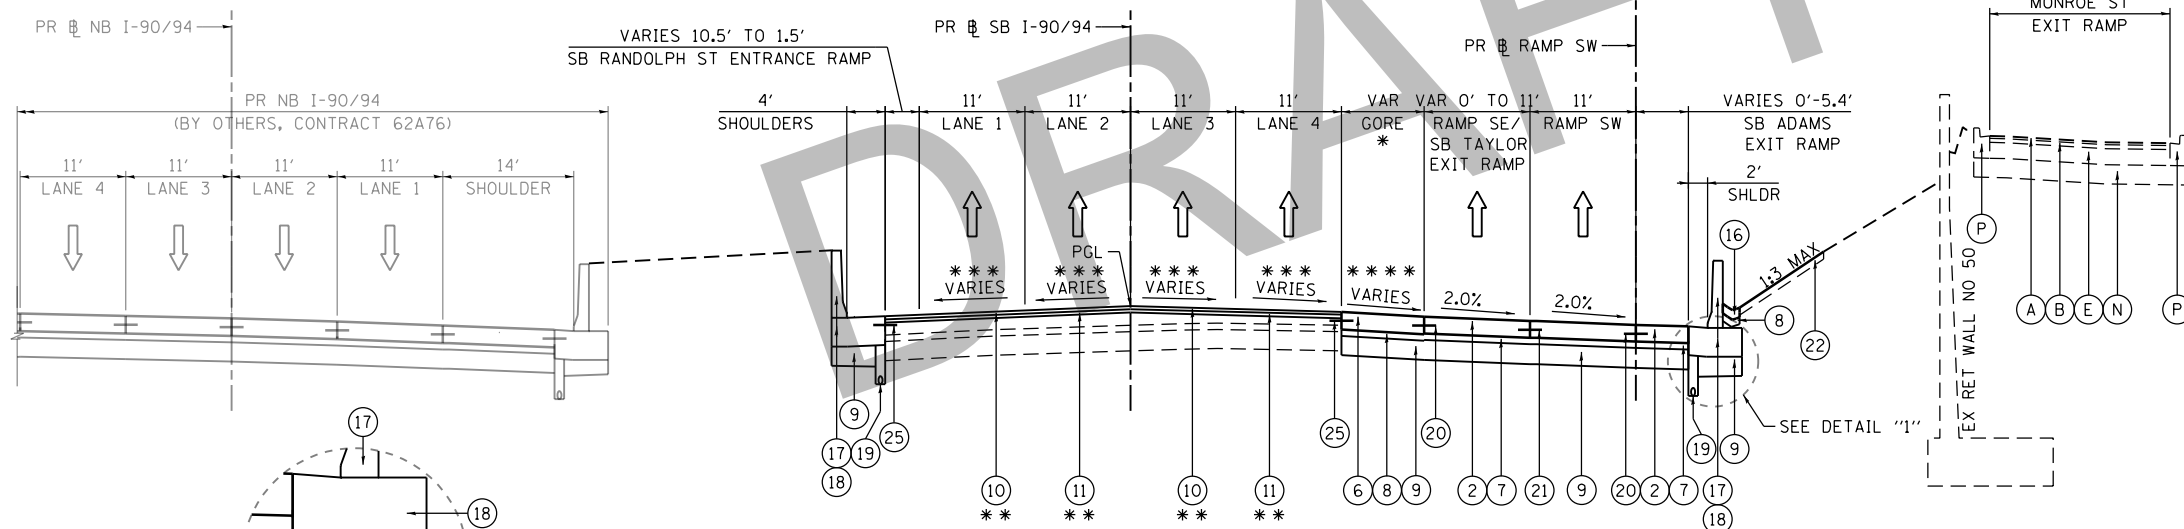 PR ℄ NB I-90/94
PR NB I-90/94
(BY OTHERS, CONTRACT 62A76)
11' 11' 11' 11' 14'
LANE 4 LANE 3 LANE 2 LANE 1 SHOULDER
VARIES 10.5' TO 1.5'
SB RANDOLPH ST ENTRANCE RAMP
PR ℄ SB I-90/94
PR ℄ RAMP SW
MONROE ST
EXIT RAMP
4'
SHOULDERS
11' 11' 11' 11'
LANE 1 LANE 2 LANE 3 LANE 4
VAR
GORE
*
VAR 0' TO 11'
RAMP SE/
SB TAYLOR
EXIT RAMP
11'
RAMP SW
VARIES 0'-5.4'
SB ADAMS
EXIT RAMP
2'
SHLDR
DRAFT
PGL
*** *** *** *** ****
VARIES VARIES VARIES VARIES VARIES
2.0% 2.0%
16
1:3 MAX
8
22
P
A B E N P
EX RET WALL NO 50
SEE DETAIL "1"
9
25
17 19
18
25
20
19 9
10 11 10 11 6 8 9 2 7 21 9 20 2 7 17
** ** ** **
18
17
18